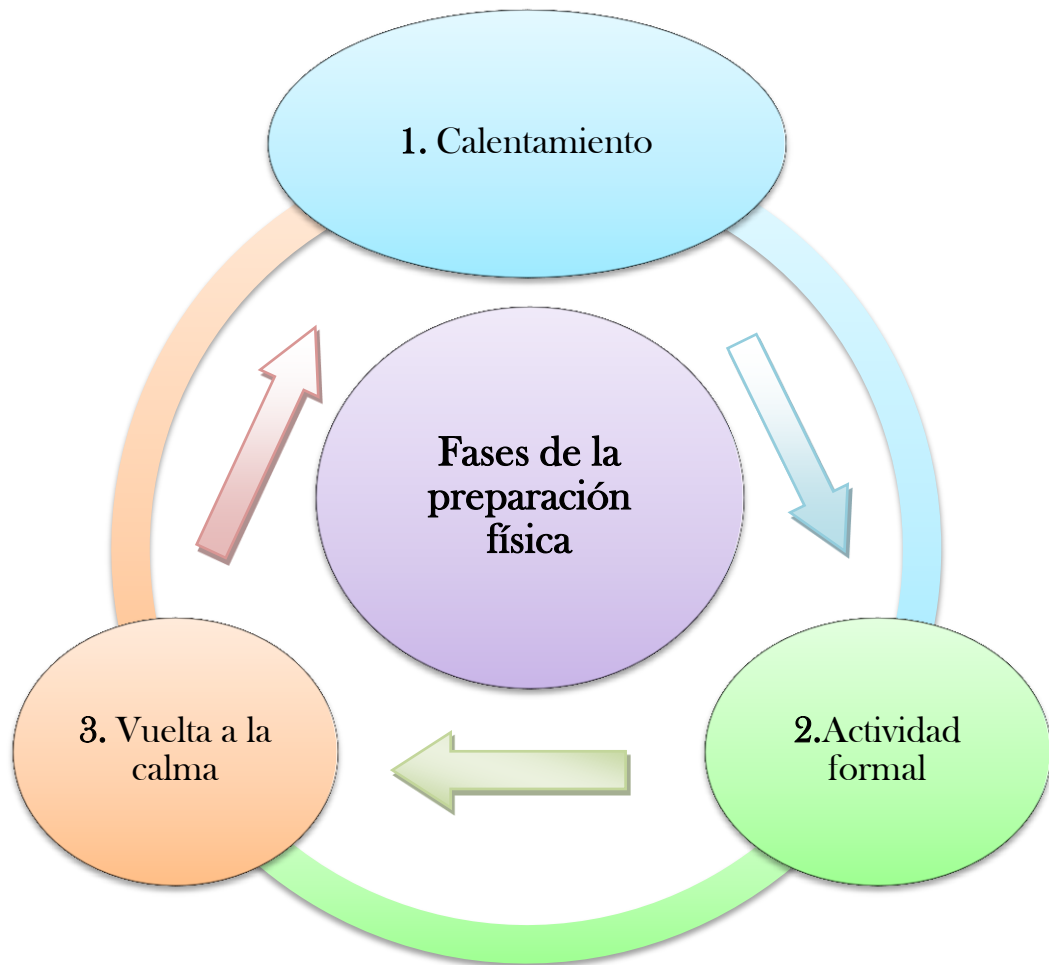 1. Calentamiento
Fases de la
preparación
física
3. Vuelta a la
calma
2.Actividad
formal